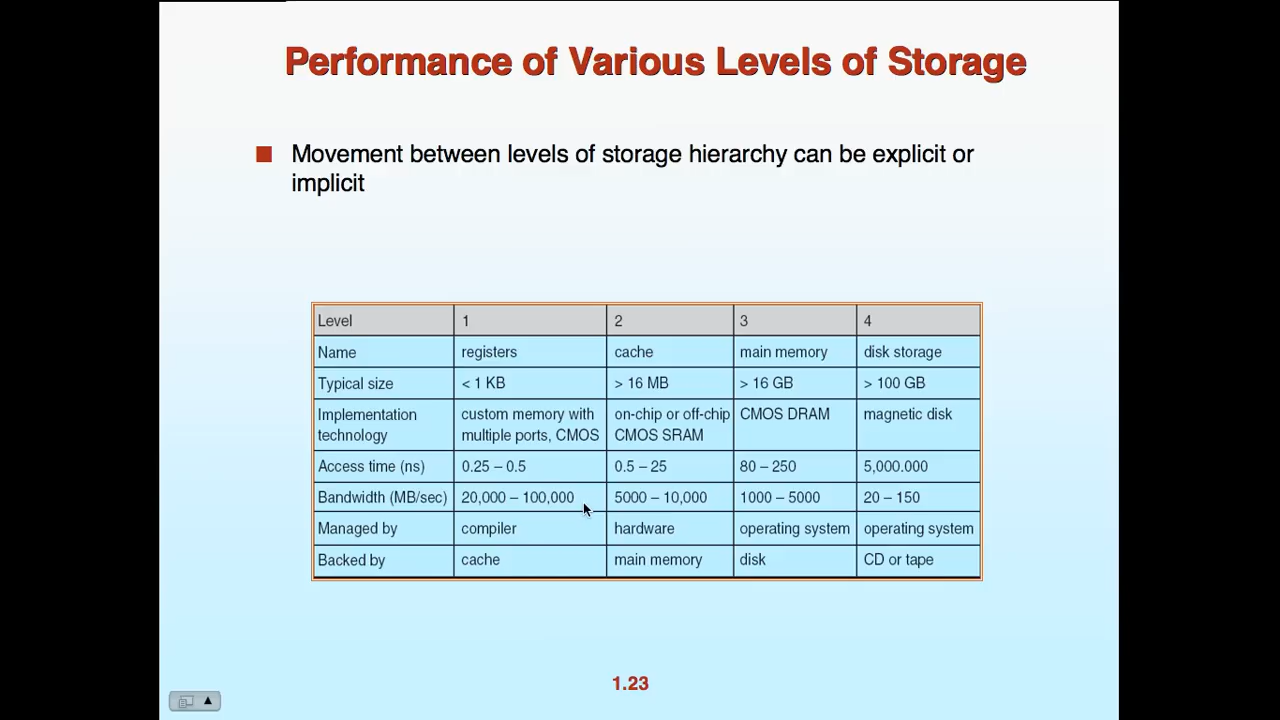 Performance of Various Levels of Storage
Movement between levels of storage hierarchy can be explicit or
implicit
Level 1 2 3 4
Name registers cache main memory disk storage
Typical size < 1 KB > 16 MB > 16 GB > 100 GB
Implementation custom memory with on-chip or off-chip CMOS DRAM magnetic disk
technology multiple ports, CMOS CMOS SRAM
Access time (ns) 0.25 – 0.5 0.5 – 25 80 – 250 5,000.000
Bandwidth (MB/sec) 20,000 – 100,000 5000 – 10,000 1000 – 5000 20 – 150
Managed by compiler hardware operating system operating system
Backed by cache main memory disk CD or tape
1.23